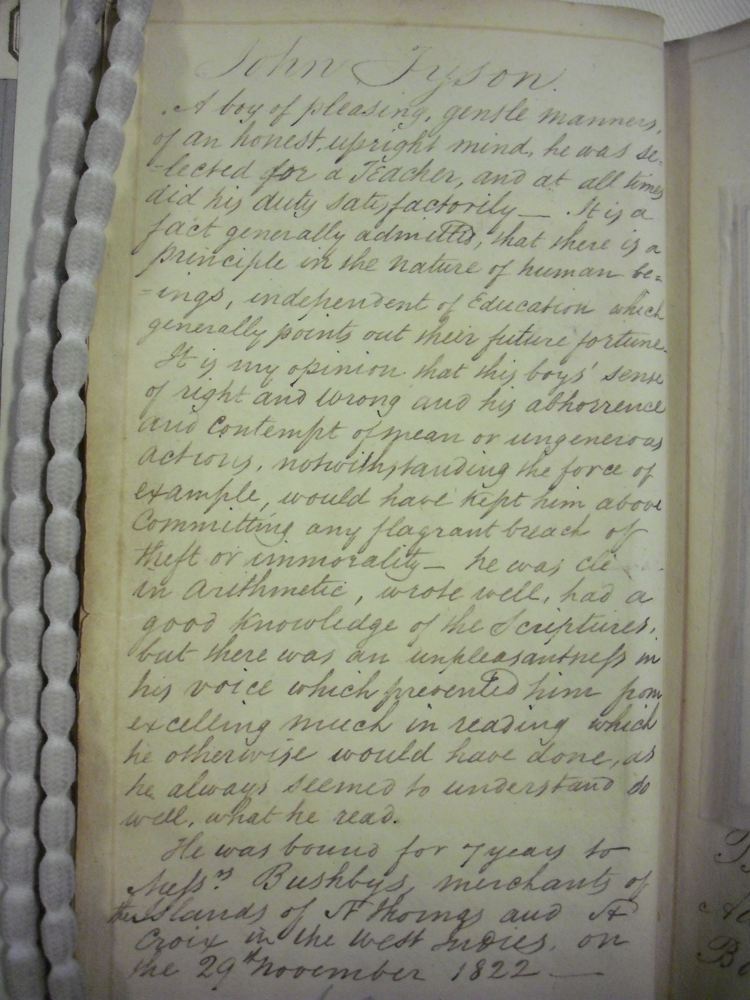 John Tyson.
A boy of pleasing, gentle manners,
of an honest, upright mind, he was se=
-lected for a Teacher, and at all times
did his duty satisfactorily — It is a
fact generally admitted, that there is a
principle in the nature of human be=
=ings, independent of Education which
generally points out their future fortune.
It is my opinion that this boys' sense
of right and wrong and his abhorrence
and Contempt of mean or ungenerous
actions, notwithstanding the force of
example, would have kept him above
Committing any flagrant breach of
theft or immorality — he was cle
in arithmetic, wrote well, had a
good knowledge of the Scriptures,
but there was an unpleasantness in
his voice which prevented him from
excelling much in reading which
he otherwise would have done, as
he always seemed to understand so
well, what he read.
He was bound for 7 years to
Messrs. Bushbys, merchants of
the Islands of St Thomas and St
Croix in the West Indies, on
the 29th November 1822 —